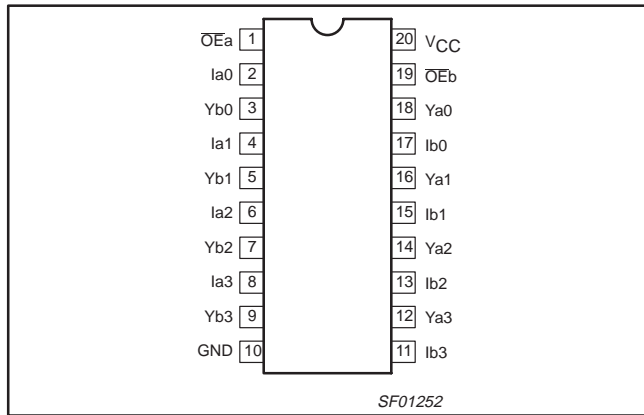 O̅E̅a 1 20 VCC
Ia0 2 19 O̅E̅b
Yb0 3 18 Ya0
Ia1 4 17 Ib0
Yb1 5 16 Ya1
Ia2 6 15 Ib1
Yb2 7 14 Ya2
Ia3 8 13 Ib2
Yb3 9 12 Ya3
GND 10 11 Ib3
SF01252